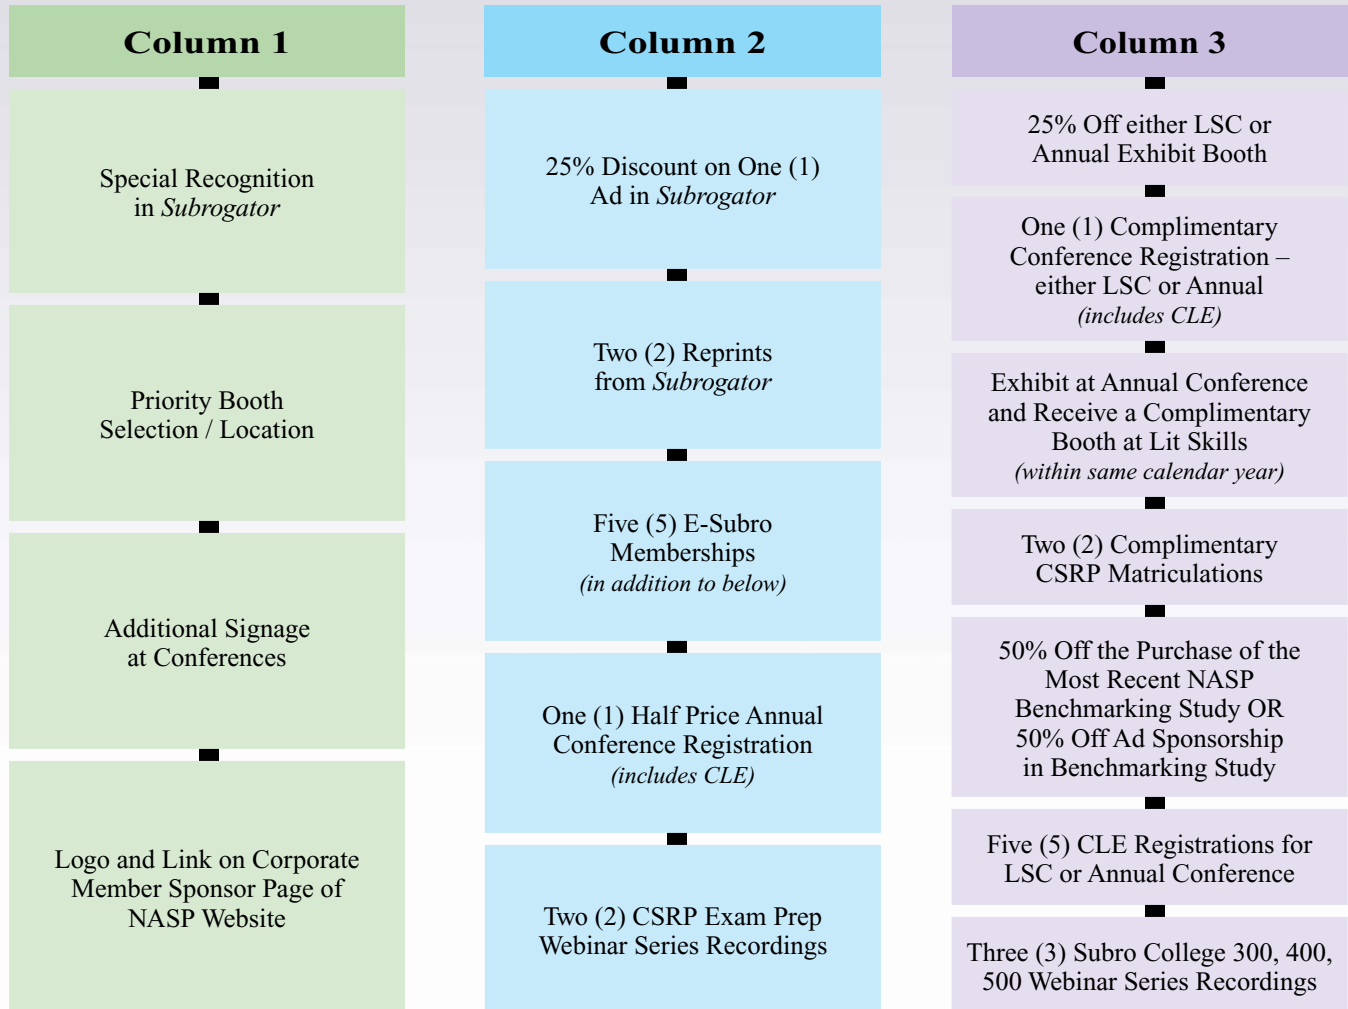 Column 1
Special Recognition
in Subrogator
Priority Booth
Selection / Location
Additional Signage
at Conferences
Logo and Link on Corporate
Member Sponsor Page of
NASP Website
Column 2
25% Discount on One (1)
Ad in Subrogator
Two (2) Reprints
from Subrogator
Five (5) E-Subro
Memberships
(in addition to below)
One (1) Half Price Annual
Conference Registration
(includes CLE)
Two (2) CSRP Exam Prep
Webinar Series Recordings
Column 3
25% Off either LSC or
Annual Exhibit Booth
One (1) Complimentary
Conference Registration –
either LSC or Annual
(includes CLE)
Exhibit at Annual Conference
and Receive a Complimentary
Booth at Lit Skills
(within same calendar year)
Two (2) Complimentary
CSRP Matriculations
50% Off the Purchase of the
Most Recent NASP
Benchmarking Study OR
50% Off Ad Sponsorship
in Benchmarking Study
Five (5) CLE Registrations for
LSC or Annual Conference
Three (3) Subro College 300, 400,
500 Webinar Series Recordings